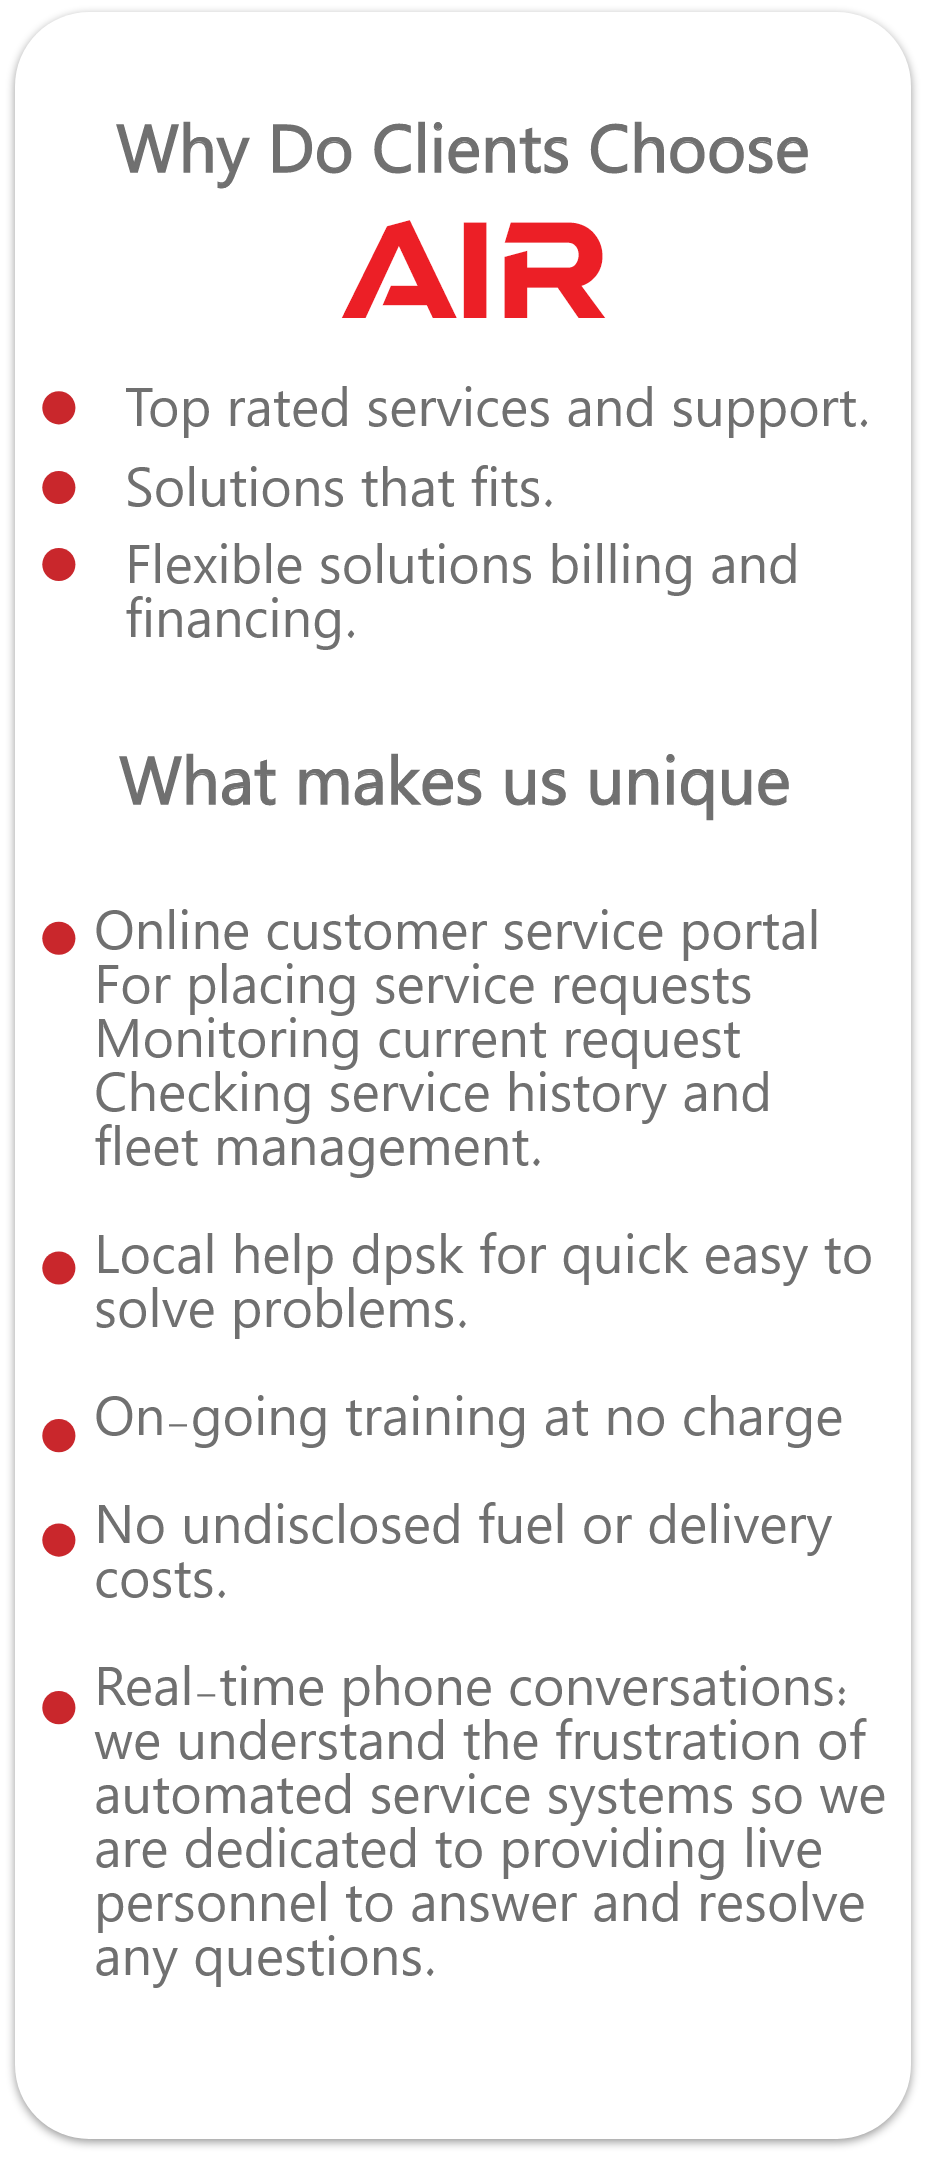 Why Do Clients Choose
AIR
Top rated services and support.
Solutions that fits.
Flexible solutions billing and
financing.
What makes us unique
Online customer service portal
For placing service requests
Monitoring current request
Checking service history and
fleet management.
Local help dpsk for quick easy to
solve problems.
On-going training at no charge
No undisclosed fuel or delivery
costs.
Real-time phone conversations:
we understand the frustration of
automated service systems so we
are dedicated to providing live
personnel to answer and resolve
any questions.